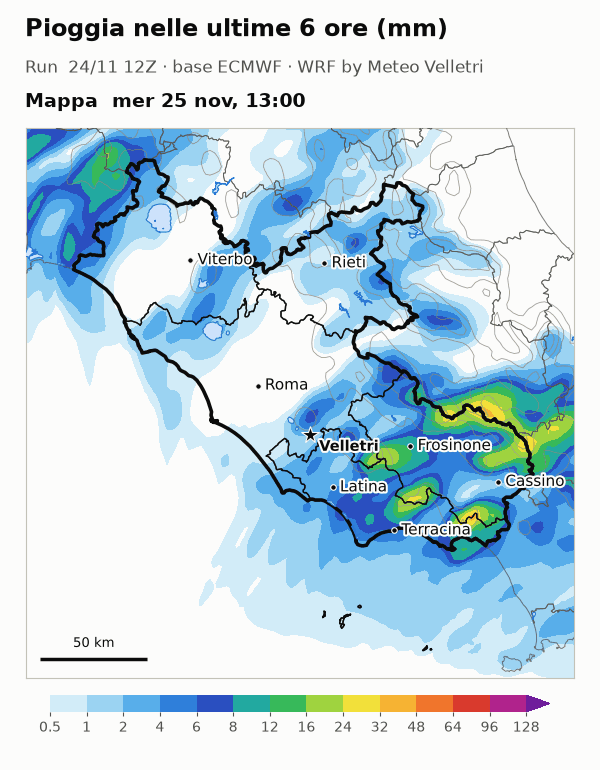 Pioggia nelle ultime 6 ore (mm)
Run  24/11 12Z · base ECMWF · WRF by Meteo Velletri
Mappa  mer 25 nov, 13:00
Viterbo
Rieti
Roma
Velletri
Frosinone
Cassino
Latina
Terracina
50 km
0.5 1 2 4 6 8 12 16 24 32 48 64 96 128